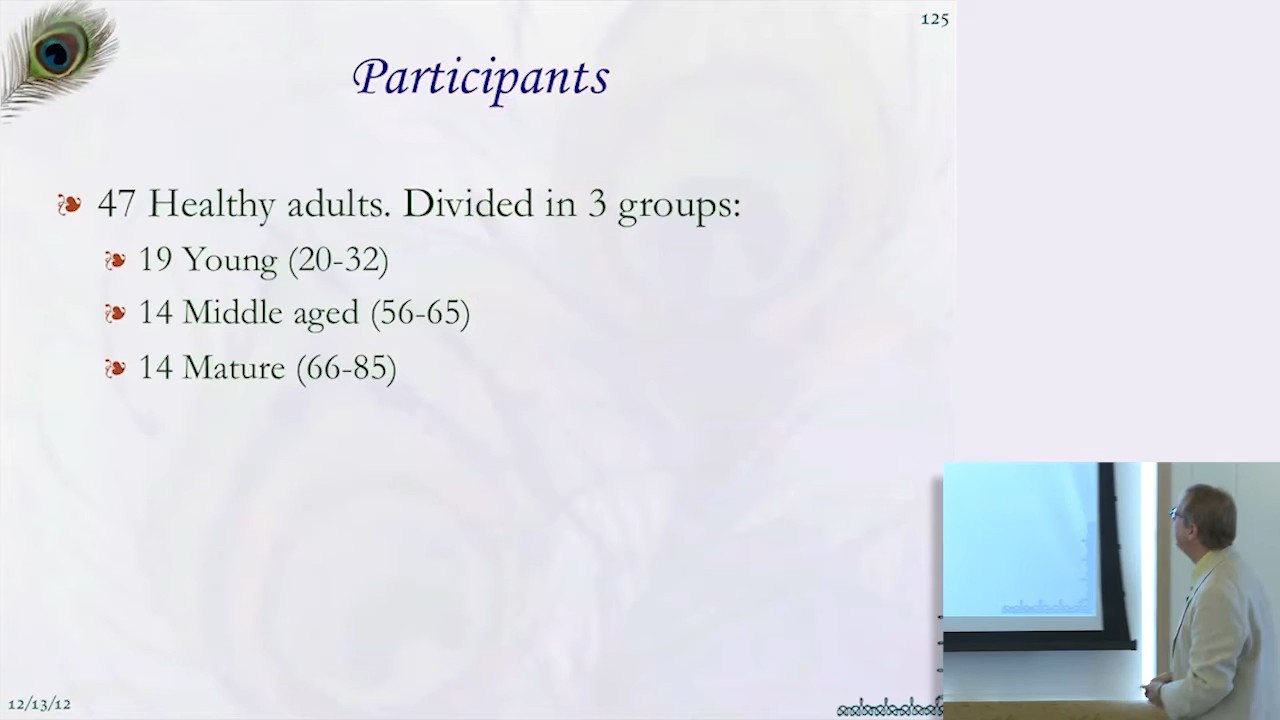 125
Participants
47 Healthy adults. Divided in 3 groups:
19 Young (20-32)
14 Middle aged (56-65)
14 Mature (66-85)
12/13/12